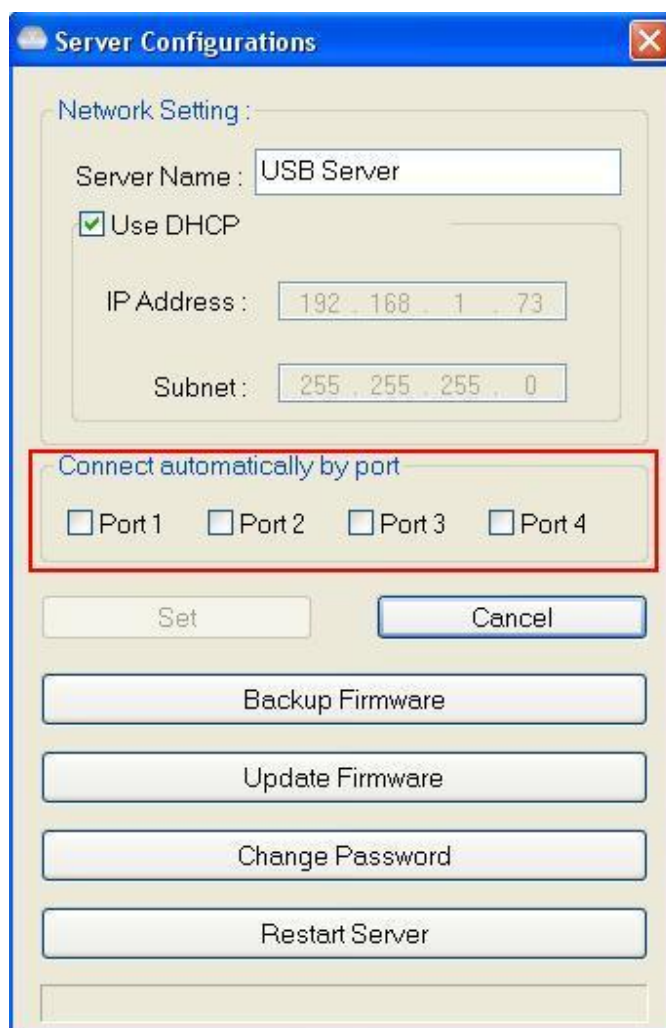 Server Configurations
Network Setting :
Server Name : USB Server
Use DHCP
IP Address : 192 . 168 . 1 . 73
Subnet : 255 . 255 . 255 . 0
Connect automatically by port
Port 1 Port 2 Port 3 Port 4
Set Cancel
Backup Firmware
Update Firmware
Change Password
Restart Server